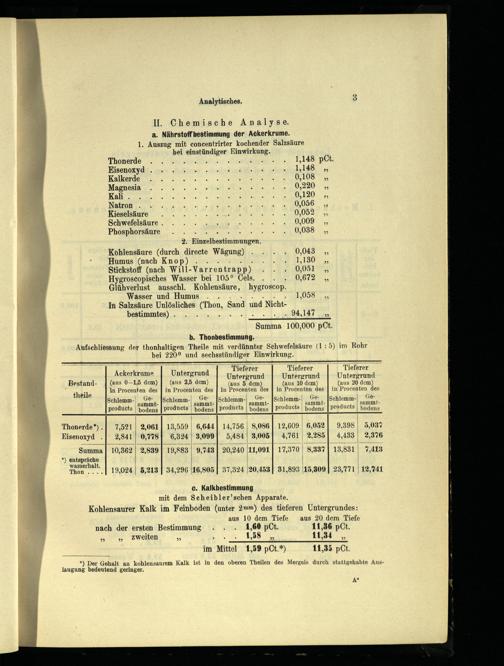 Analytisches. 3
II. Chemische Analyse.
a. Nährstoffbestimmung der Ackerkrume.
1. Auszug mit concentrirter kochender Salzsäure
bei einstündiger Einwirkung.
Thonerde . . . . . . . . . . . . . 1,148 pCt.
Eisenoxyd . . . . . . . . . . . . . 1,148 „
Kalkerde . . . . . . . . . . . . . 0,108 „
Magnesia . . . . . . . . . . . . . 0,220 „
Kali . . . . . . . . . . . . . . . 0,120 „
Natron . . . . . . . . . . . . . . 0,056 „
Kieselsäure . . . . . . . . . . . . 0,052 „
Schwefelsäure . . . . . . . . . . . 0,009 „
Phosphorsäure . . . . . . . . . . . 0,038 „
2. Einzelbestimmungen.
Kohlensäure (durch directe Wägung) . . . . 0,043 „
Humus (nach Knop) . . . . . . . . . 1,130 „
Stickstoff (nach Will-Varrentrapp) . . . 0,051 „
Hygroscopisches Wasser bei 105° Cels. . . . 0,672 „
Glühverlust ausschl. Kohlensäure, hygroscop.
Wasser und Humus . . . . . . . . 1,058 „
In Salzsäure Unlösliches (Thon, Sand und Nicht-
bestimmtes) . . . . . . . . . . . 94,147 „
Summa 100,000 pCt.
b. Thonbestimmung.
Aufschliessung der thonhaltigen Theile mit verdünnter Schwefelsäure (1 : 5) im Rohr
bei 220° und sechsstündiger Einwirkung.
Bestand-
theile
Ackerkrume
(aus 0—1,5 dcm)
in Procenten des
Schlemm-
products
Ge-
sammt-
bodens
Untergrund
(aus 2,5 dcm)
in Procenten des
Schlemm-
products
Ge-
sammt-
bodens
Tieferer
Untergrund
(aus 5 dcm)
in Procenten des
Schlemm-
products
Ge-
sammt-
bodens
Tieferer
Untergrund
(aus 10 dcm)
in Procenten des
Schlemm-
products
Ge-
sammt-
bodens
Tieferer
Untergrund
(aus 20 dcm)
in Procenten des
Schlemm-
products
Ge-
sammt-
bodens
Thonerde*) . 7,521 2,061 13,559 6,644 14,756 8,086 12,609 6,052 9,398 5,037
Eisenoxyd . 2,841 0,778 6,324 3,099 5,484 3,005 4,761 2,285 4,433 2,376
Summa 10,362 2,839 19,883 9,743 20,240 11,091 17,370 8,337 13,831 7,413
*) entspräche
wasserhalt.
Thon . . . . 19,024 5,213 34,296 16,805 37,324 20,453 31,893 15,309 23,771 12,741
c. Kalkbestimmung
mit dem Scheibler'schen Apparate.
Kohlensaurer Kalk im Feinboden (unter 2mm) des tieferen Untergrundes:
aus 10 dcm Tiefe aus 20 dcm Tiefe
nach der ersten Bestimmung . . 1,60 pCt. 11,36 pCt.
„ „ zweiten „ . . 1,58 „ 11,34 „
im Mittel 1,59 pCt.*) 11,35 pCt.
*) Der Gehalt an kohlensaurem Kalk ist in den oberen Theilen des Mergels durch stattgehabte Aus-
laugung bedeutend geringer.
A*